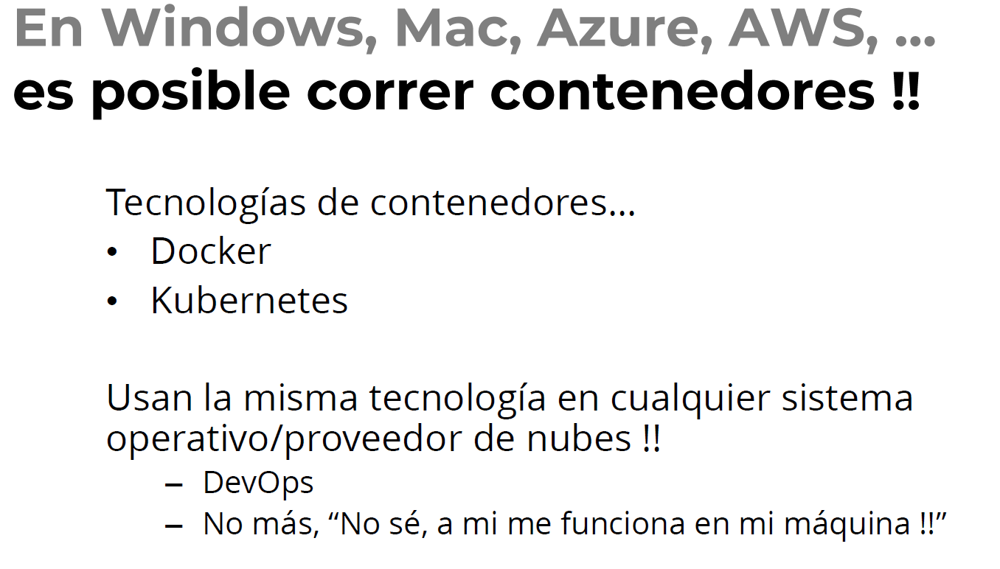 En Windows, Mac, Azure, AWS, ...
es posible correr contenedores !!
Tecnologías de contenedores...
• Docker
• Kubernetes
Usan la misma tecnología en cualquier sistema
operativo/proveedor de nubes !!
– DevOps
– No más, “No sé, a mi me funciona en mi máquina !!”